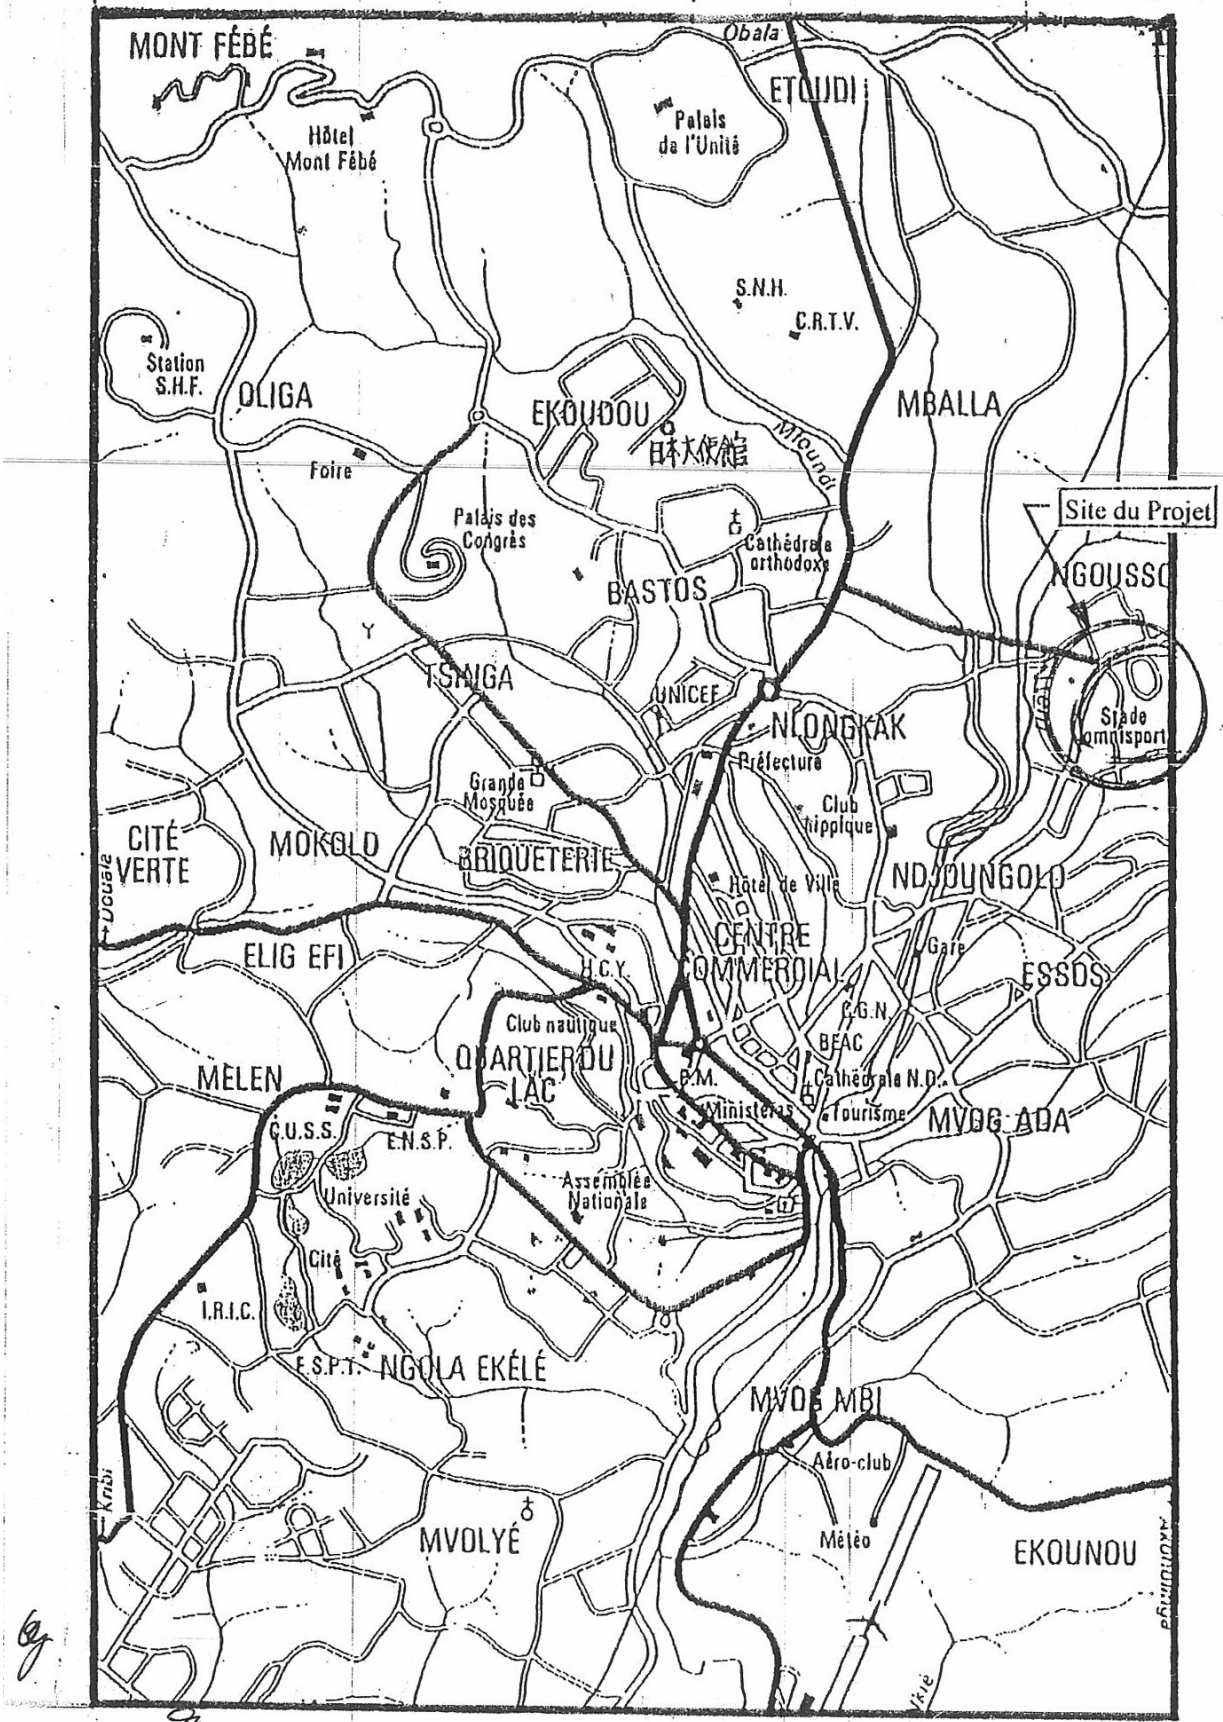 Obala
MONT FÉBÉ
ETOUDI
Hôtel
Mont Fébé
Palais
de l'Unité
S.N.H.
C.R.T.V.
Station
S.H.F.
OLIGA
EKOUDOU
日本大使館
MBALLA
Mfoundi
Foire
Palais des
Congrès
Cathédrale
orthodoxe
Site du Projet
NGOUSSO
BASTOS
TSINGA
UNICEF
NLONGKAK
Stade
omnisport
Préfecture
Grande
Mosquée
Club
hippique
CITÉ
VERTE
MOKOLO
BRIQUETERIE
Hôtel de Ville
NDJOUNGOLO
Douala
CENTRE
COMMERCIAL
ELIG EFI
H.C.Y.
Gare
ESSOS
Club nautique
C.G.N.
BEAC
QUARTIER DU
LAC
MELEN
P.M.
Cathédrale N.D.
Ministères
Tourisme
MVOG ADA
C.U.S.S.
E.N.S.P.
Université
Assemblée
Nationale
Cité
I.R.I.C.
E.S.P.T.
NGOLA EKÉLÉ
MVOG MBI
Kribi
Aéro-club
MVOLYÉ
Météo
EKOUNOU